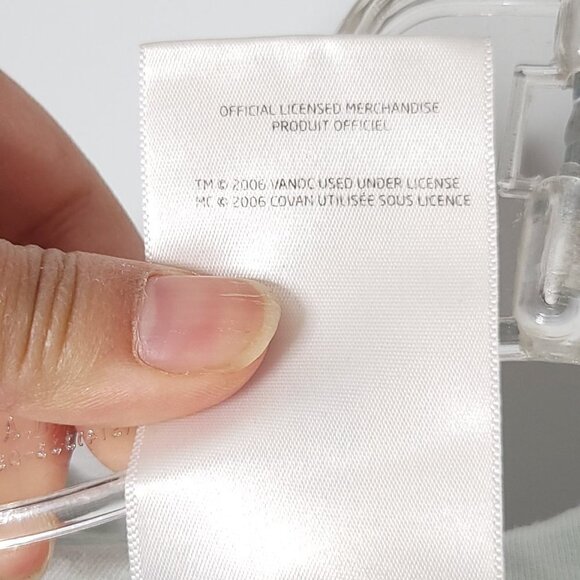 OFFICIAL LICENSED MERCHANDISE
PRODUIT OFFICIEL
TM © 2006 VANOC USED UNDER LICENSE
MC © 2006 COVAN UTILISÉE SOUS LICENCE